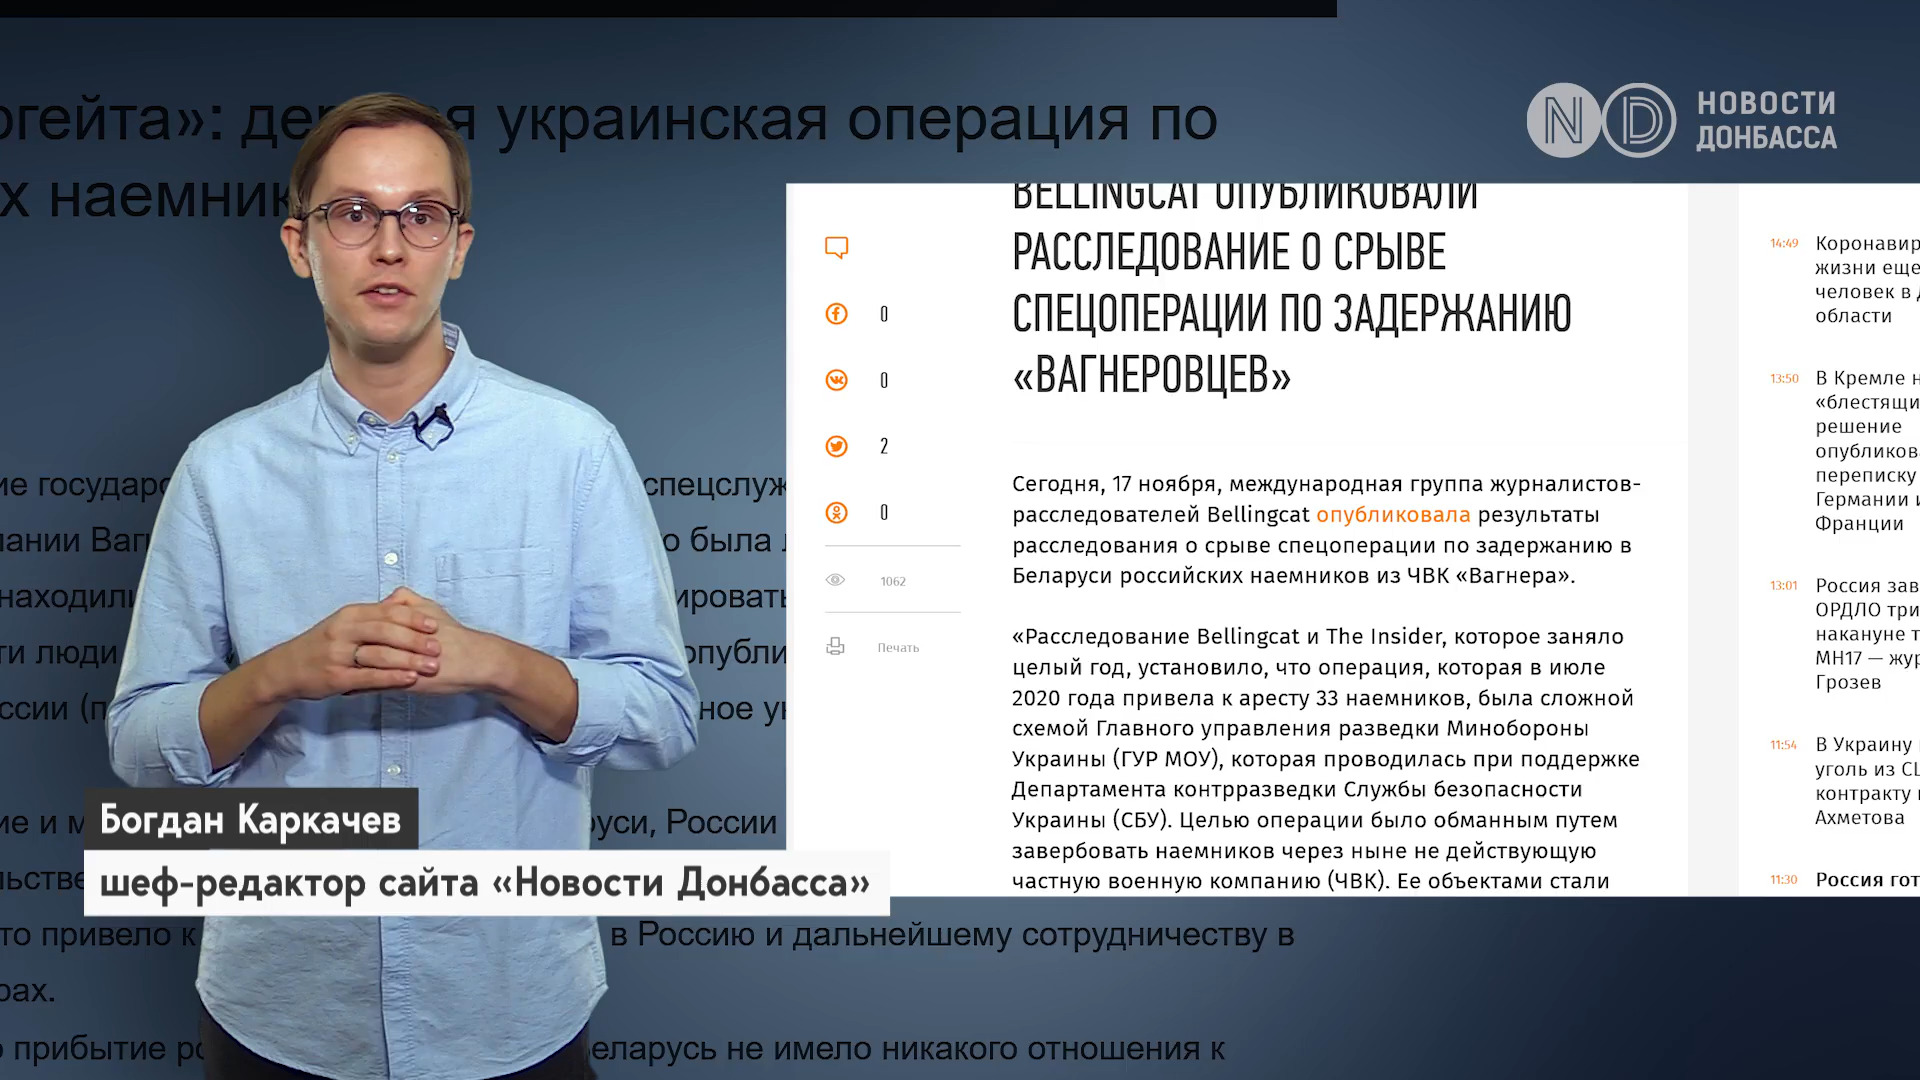 НОВОСТИ
ДОНБАССА
ргейта»: де я украинская операция по
х наемник
BELLINGCAT ОПУБЛИКОВАЛИ
РАССЛЕДОВАНИЕ О СРЫВЕ
СПЕЦОПЕРАЦИИ ПО ЗАДЕРЖАНИЮ
«ВАГНЕРОВЦЕВ»
0
0
2
0
1062
Печать
Сегодня, 17 ноября, международная группа журналистов-
расследователей Bellingcat опубликовала результаты
расследования о срыве спецоперации по задержанию в
Беларуси российских наемников из ЧВК «Вагнера».
«Расследование Bellingcat и The Insider, которое заняло
целый год, установило, что операция, которая в июле
2020 года привела к аресту 33 наемников, была сложной
схемой Главного управления разведки Минобороны
Украины (ГУР МОУ), которая проводилась при поддержке
Департамента контрразведки Службы безопасности
Украины (СБУ). Целью операции было обманным путем
завербовать наемников через ныне не действующую
частную военную компанию (ЧВК). Ее объектами стали
14:49 Коронавир
жизни еще
человек в
области
13:50 В Кремле н
«блестящи
решение
опубликов
переписку
Германии и
Франции
13:01 Россия зав
ОРДЛО три
накануне т
МН17 — жур
Грозев
11:54 В Украину
уголь из С
контракту
Ахметова
11:30 Россия гот
ие государ спецслуж
пании Ваг о была
находили ировать
ти люди опубли
ссии ное у
ие и м руси, России
Богдан Каркачев
шеф-редактор сайта «Новости Донбасса»
льстве
то привело к в Россию и дальнейшему сотрудничеству в
рах.
прибытие р еларусь не имело никакого отношения к